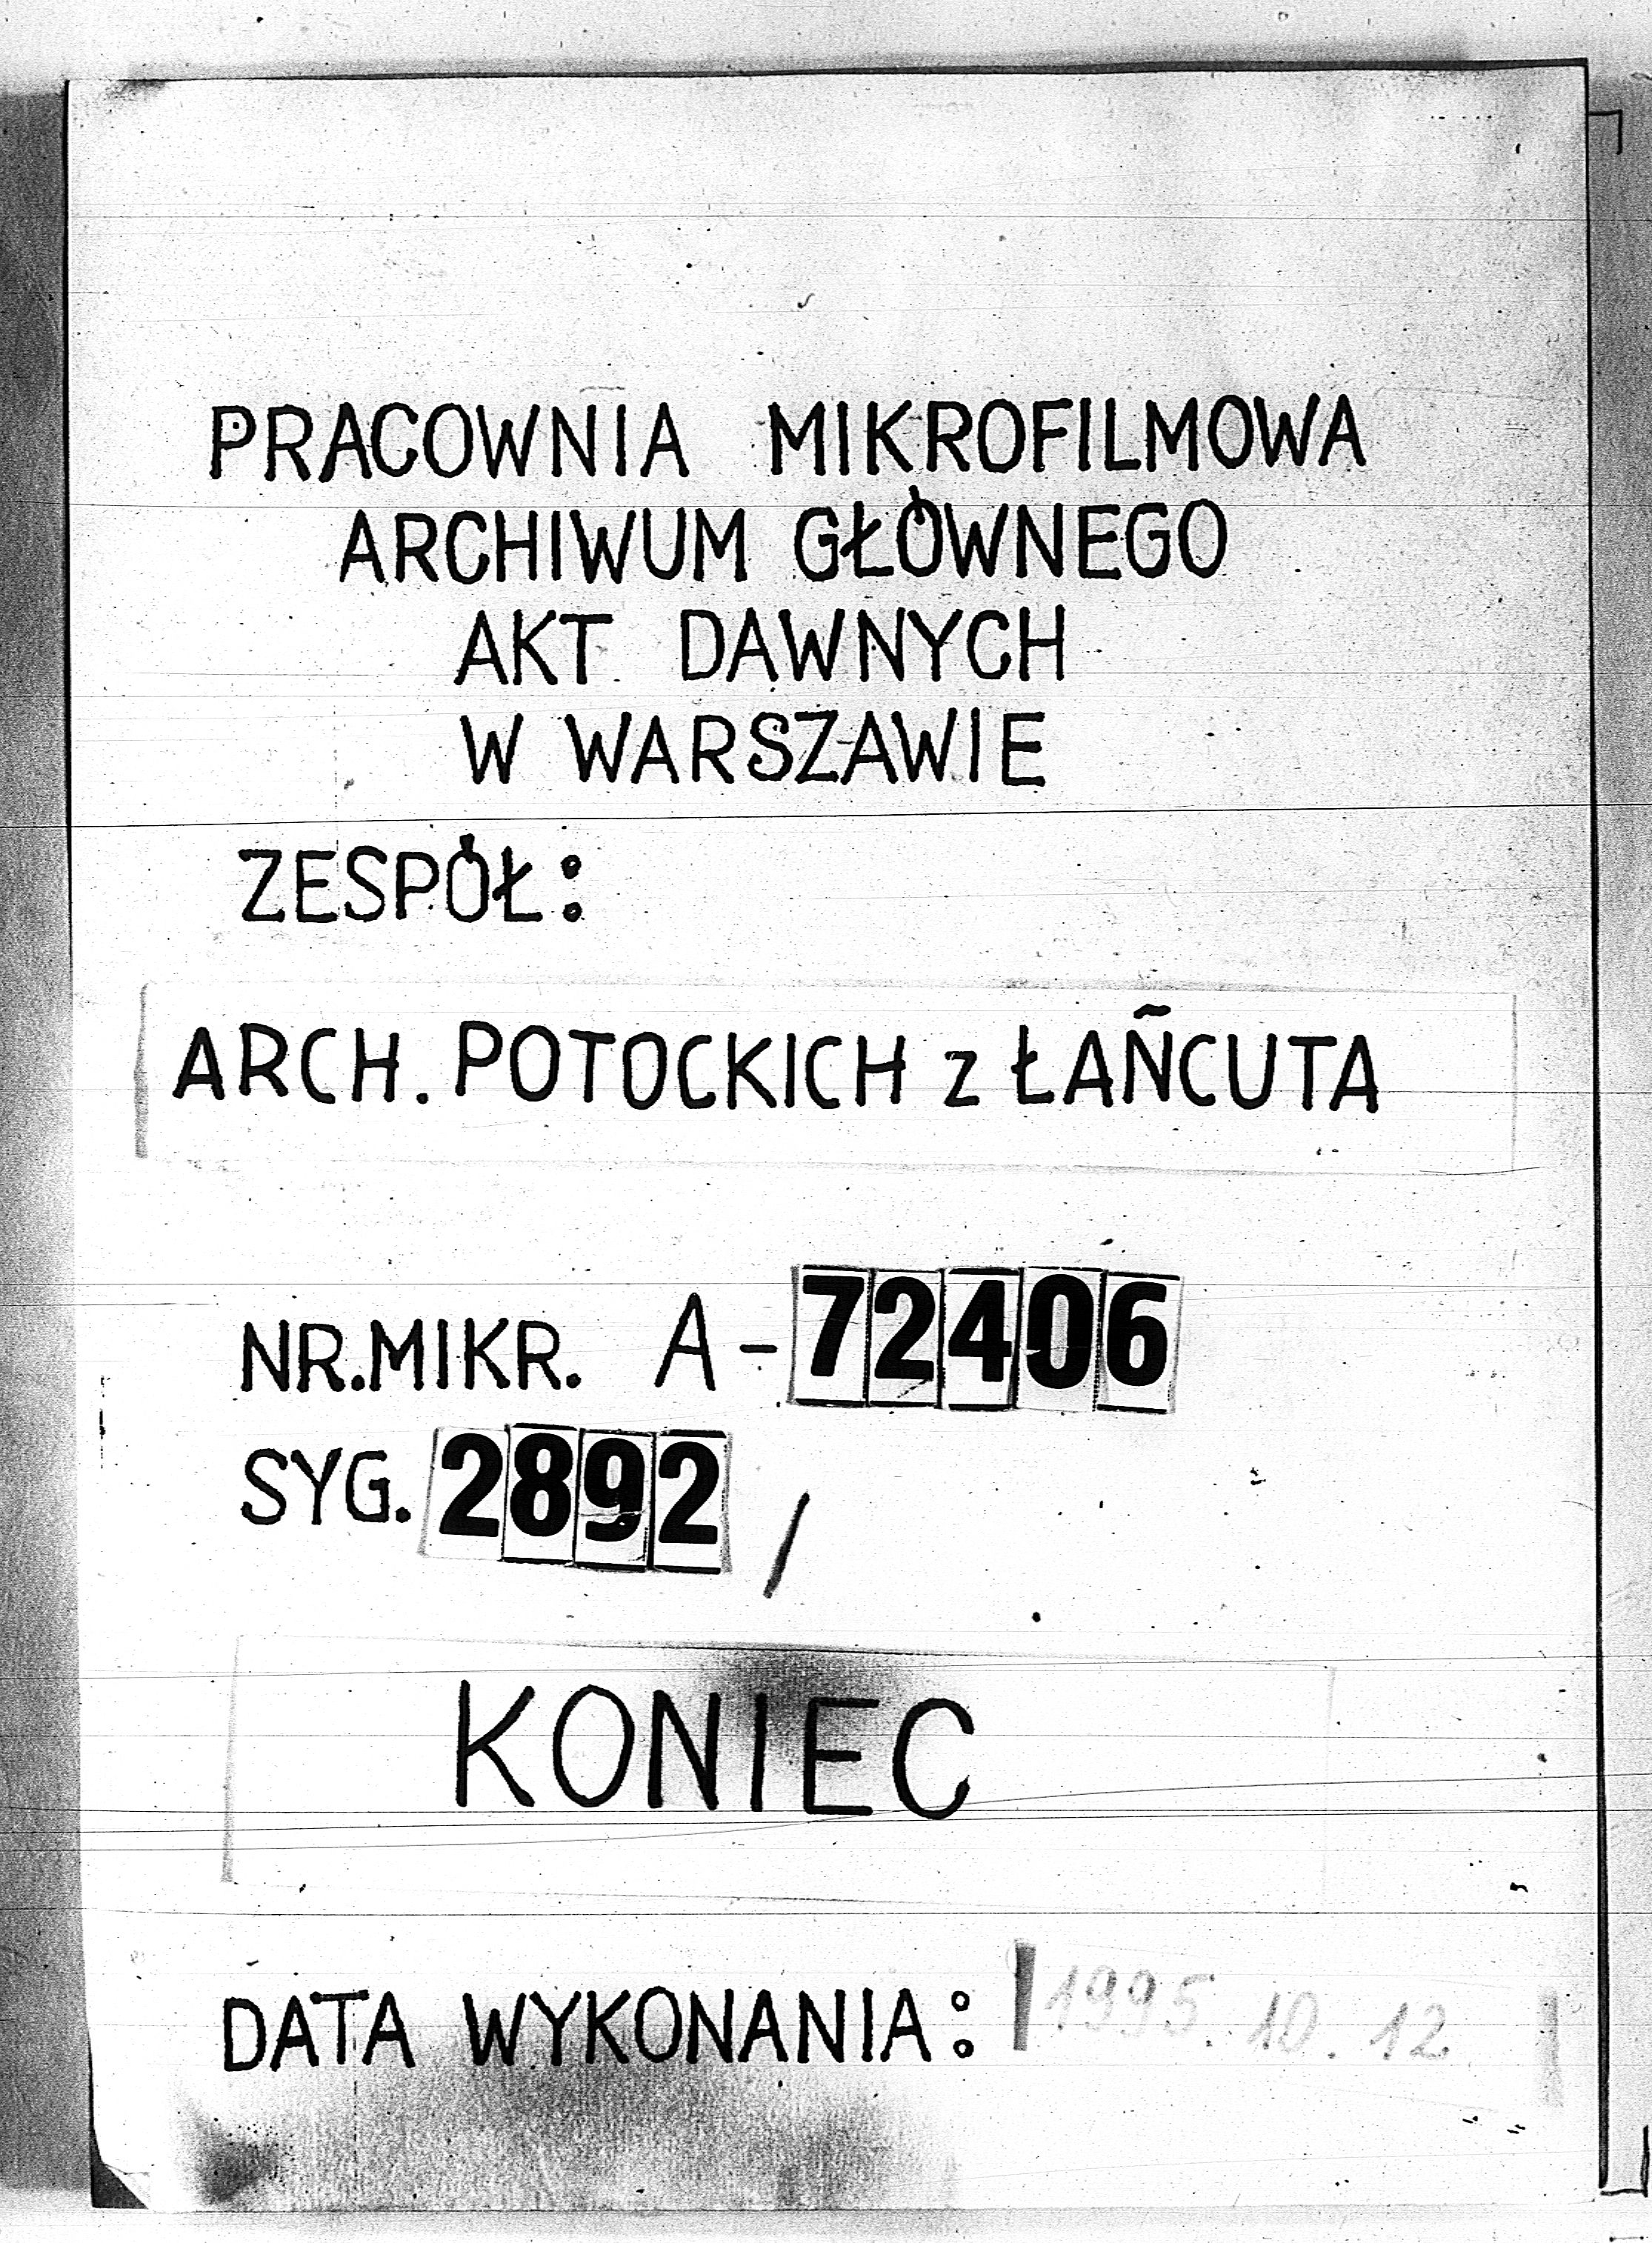 PRACOWNIA MIKROFILMOWA
ARCHIWUM GŁÓWNEGO
AKT DAWNYCH
W WARSZAWIE
ZESPÓŁ:
ARCH. POTOCKICH z ŁAŃCUTA
NR.MIKR. A-72406
SYG. 2892 /
KONIEC
DATA WYKONANIA: 1995.10.12